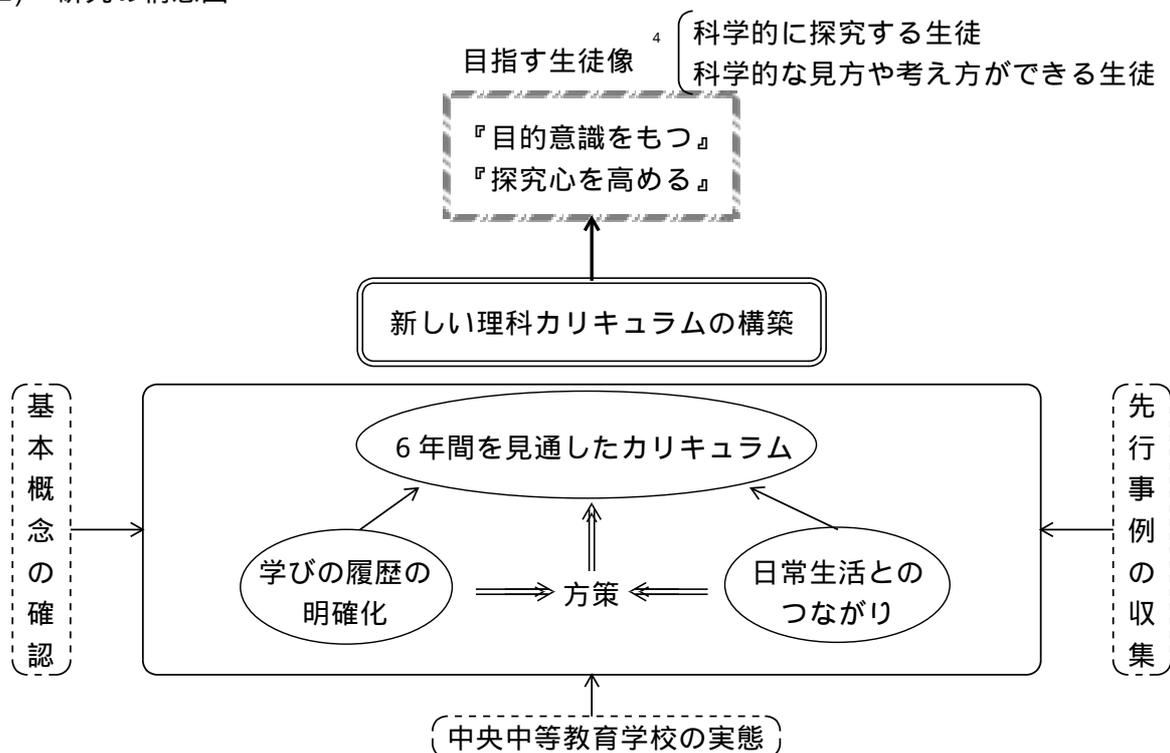 目指す生徒像
4
科学的に探究する生徒
科学的な見方や考え方ができる生徒
『目的意識をもつ』
『探究心を高める』
新しい理科カリキュラムの構築
基本概念の確認
6年間を見通したカリキュラム
学びの履歴の
明確化
方策
日常生活との
つながり
先行事例の収集
中央中等教育学校の実態